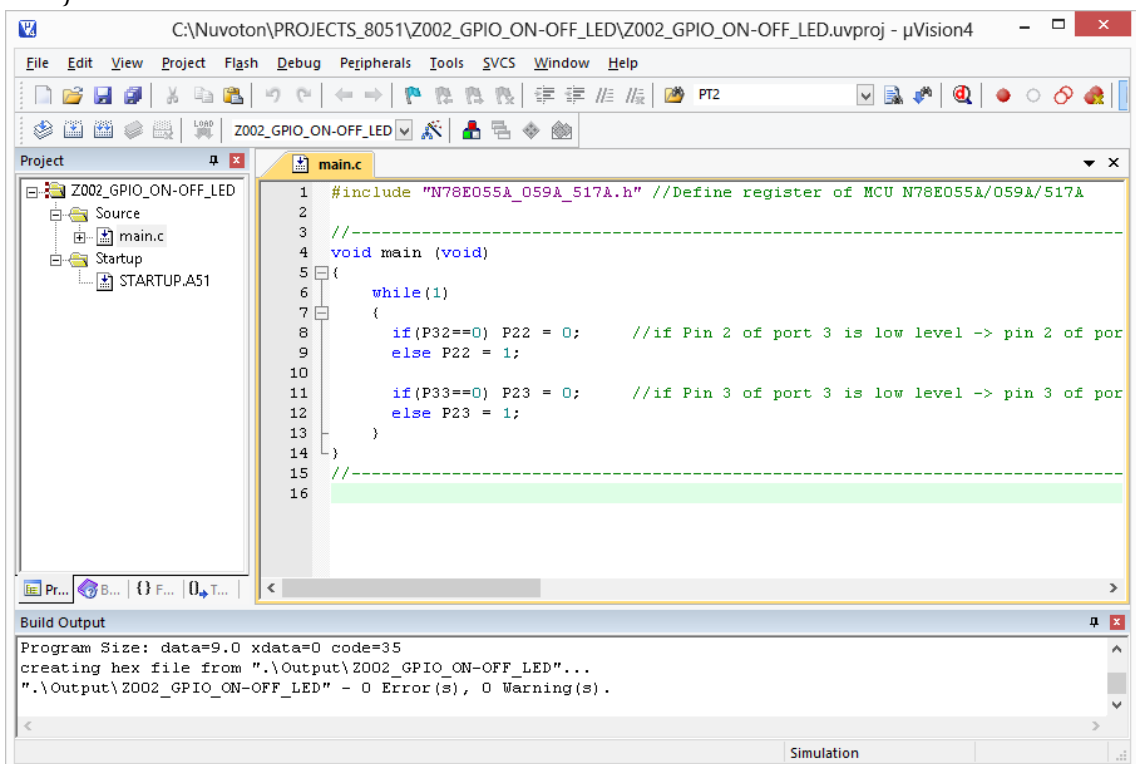 C:\Nuvoton\PROJECTS_8051\Z002_GPIO_ON-OFF_LED\Z002_GPIO_ON-OFF_LED.uvproj - µVision4
File Edit View Project Flash Debug Peripherals Tools SVCS Window Help
PT2
LOAD Z002_GPIO_ON-OFF_LED
Project
main.c
Z002_GPIO_ON-OFF_LED
Source
main.c
Startup
STARTUP.A51
1 #include "N78E055A_059A_517A.h" //Define register of MCU N78E055A/059A/517A
2
3 //------------------------------------------------------------------------
4 void main (void)
5 {
6 while(1)
7 {
8 if(P32==0) P22 = 0; //if Pin 2 of port 3 is low level -> pin 2 of por
9 else P22 = 1;
10
11 if(P33==0) P23 = 0; //if Pin 3 of port 3 is low level -> pin 3 of por
12 else P23 = 1;
13 }
14 }
15 //------------------------------------------------------------------------
16
Pr... B... {} F... 0 T...
Build Output
Program Size: data=9.0 xdata=0 code=35
creating hex file from ".\Output\Z002_GPIO_ON-OFF_LED"...
".\Output\Z002_GPIO_ON-OFF_LED" - 0 Error(s), 0 Warning(s).
Simulation